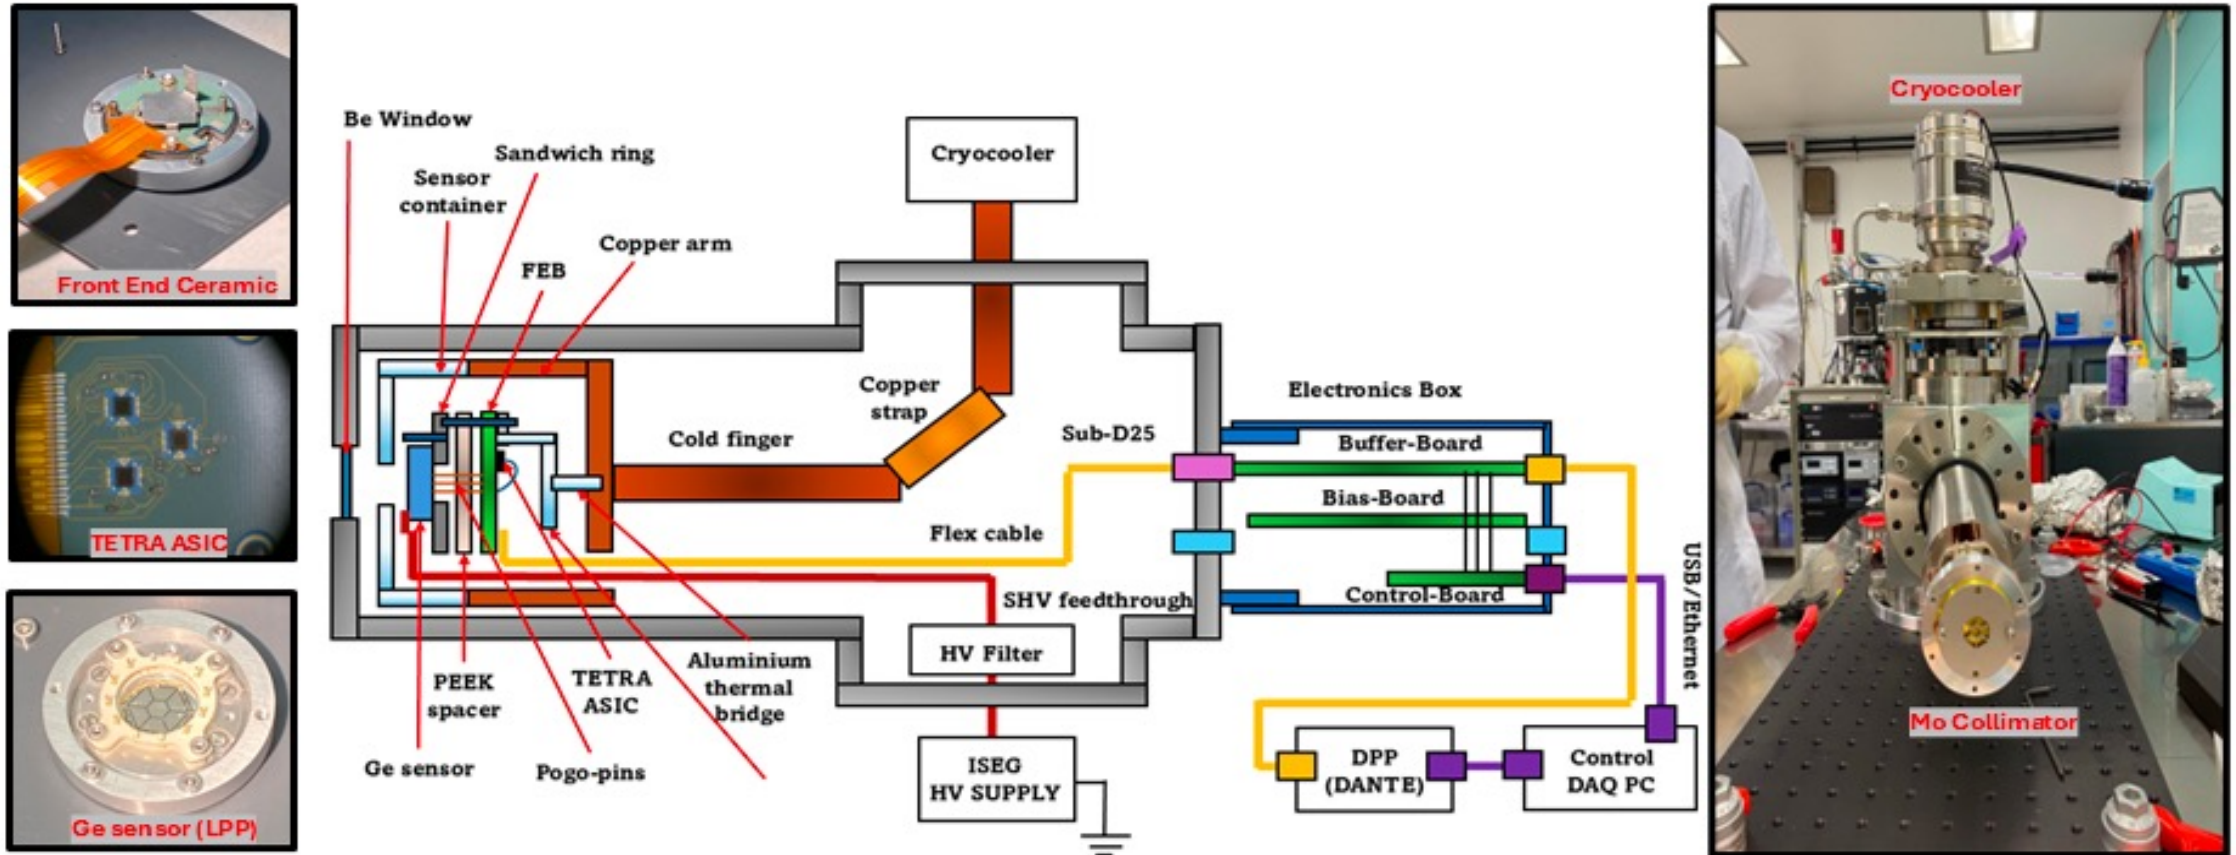 Front End Ceramic
TETRA ASIC
Ge sensor (LPP)
Be Window
Sandwich ring
Sensor
container
Copper arm
FEB
Cryocooler
Copper
strap
Cold finger
Sub-D25
Flex cable
SHV feedthrough
HV Filter
ISEG
HV SUPPLY
Ge sensor
PEEK
spacer
Pogo-pins
TETRA
ASIC
Aluminium
thermal
bridge
Electronics Box
Buffer-Board
Bias-Board
Control-Board
USB/Ethernet
DPP
(DANTE)
Control
DAQ PC
Cryocooler
Mo Collimator